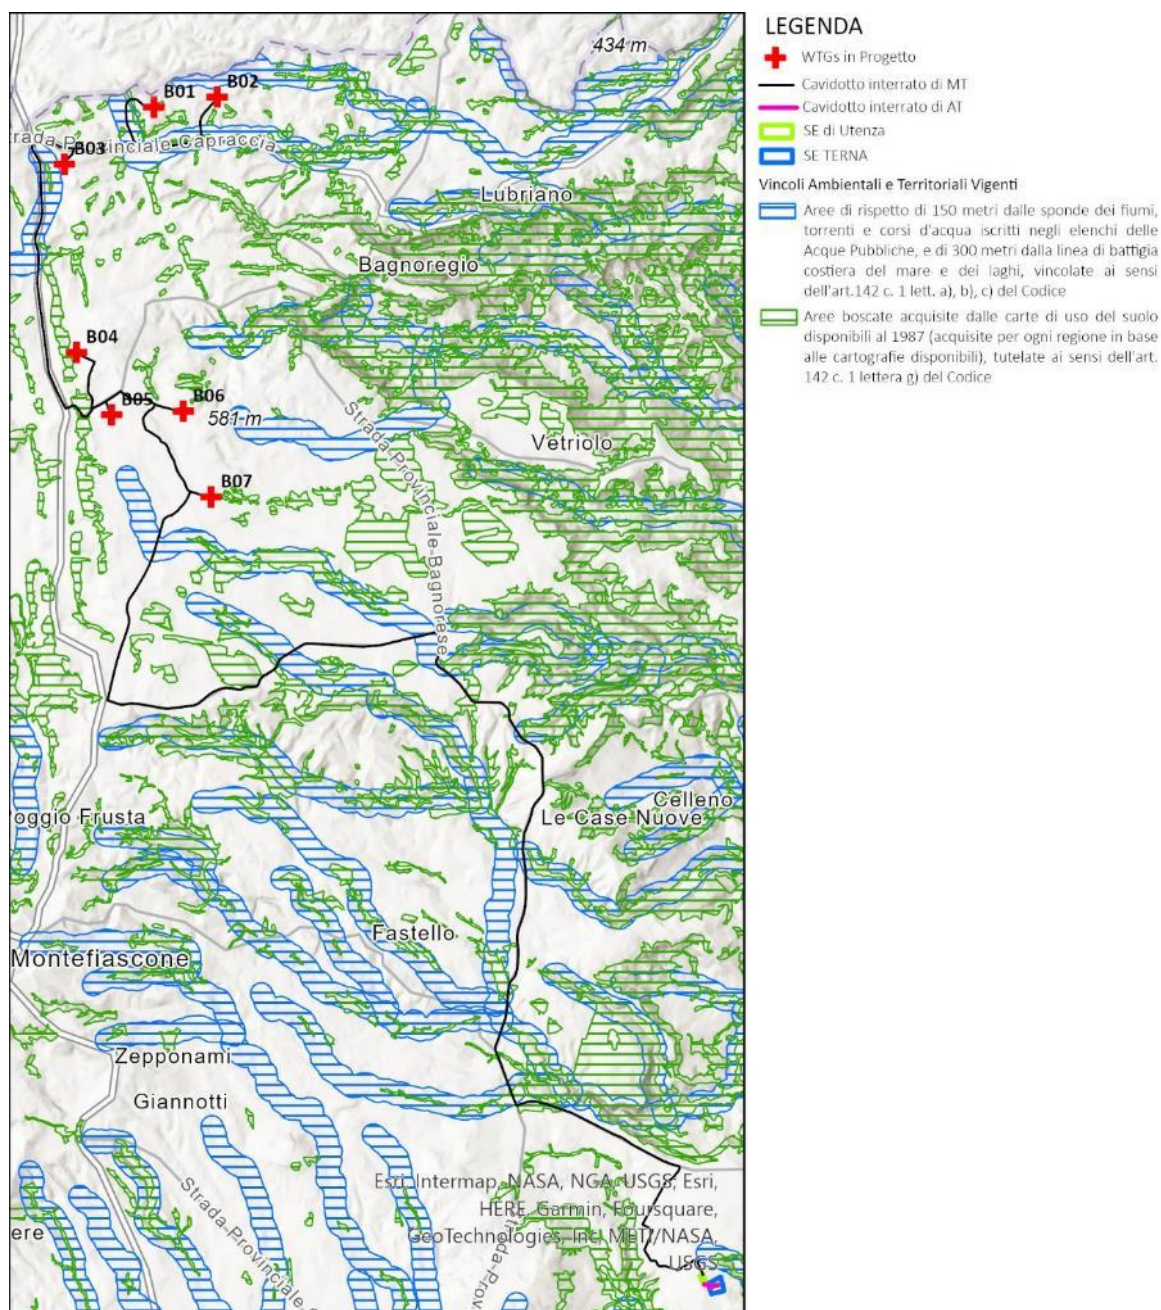 434 m
B01
B02
trada Provinciale-Capraccia
B03
Lubriano
Bagnoregio
B04
B05
B06
581 m
Strada-Provinciale-Bagnorese
Vetriolo
B07
Celleno
Le Case Nuove
oggio Frusta
Fastello
Montefiascone
Zepponami
Giannotti
Strada-Provinciale
Strada-Pro
ere
Esri, Intermap, NASA, NGA, USGS; Esri,
HERE, Garmin, Foursquare,
GeoTechnologies, Inc, METI/NASA,
USGS
LEGENDA
WTGs in Progetto
Cavidotto interrato di MT
Cavidotto interrato di AT
SE di Utenza
SE TERNA
Vincoli Ambientali e Territoriali Vigenti
Aree di rispetto di 150 metri dalle sponde dei fiumi,
torrenti e corsi d'acqua iscritti negli elenchi delle
Acque Pubbliche, e di 300 metri dalla linea di battigia
costiera del mare e dei laghi, vincolate ai sensi
dell'art.142 c. 1 lett. a), b), c) del Codice
Aree boscate acquisite dalle carte di uso del suolo
disponibili al 1987 (acquisite per ogni regione in base
alle cartografie disponibili), tutelate ai sensi dell'art.
142 c. 1 lettera g) del Codice